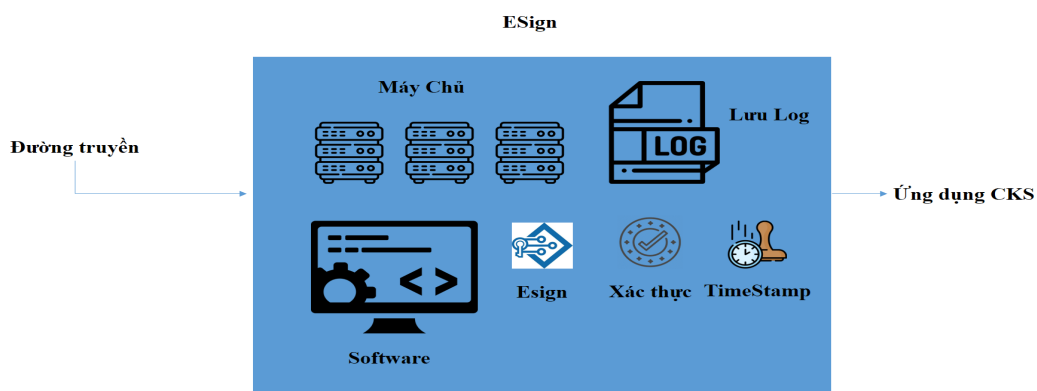 ESign
Máy Chủ
Lưu Log
LOG
Đường truyền
Ứng dụng CKS
Esign
Xác thực
TimeStamp
Software